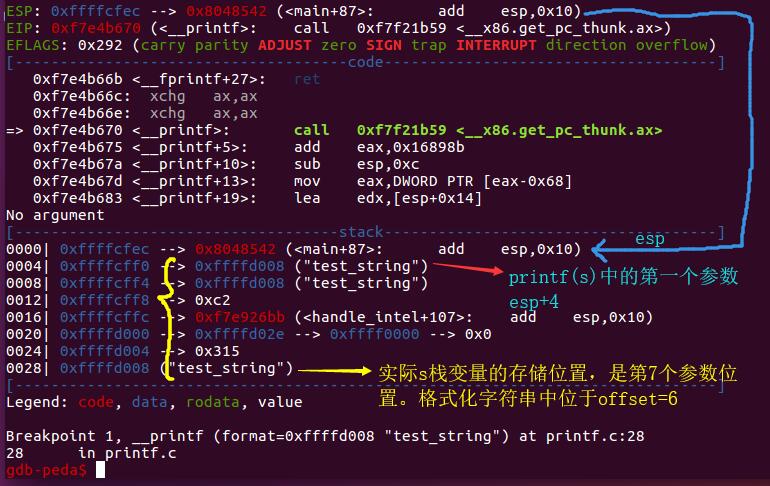 ESP: 0xffffcfec --> 0x8048542 (<main+87>: add esp,0x10)
EIP: 0xf7e4b670 (<__printf>: call 0xf7f21b59 <__x86.get_pc_thunk.ax>)
EFLAGS: 0x292 (carry parity ADJUST zero SIGN trap INTERRUPT direction overflow)
[-------------------------------------code-------------------------------------]
0xf7e4b66b <__fprintf+27>: ret
0xf7e4b66c: xchg ax,ax
0xf7e4b66e: xchg ax,ax
=> 0xf7e4b670 <__printf>: call 0xf7f21b59 <__x86.get_pc_thunk.ax>
0xf7e4b675 <__printf+5>: add eax,0x16898b
0xf7e4b67a <__printf+10>: sub esp,0xc
0xf7e4b67d <__printf+13>: mov eax,DWORD PTR [eax-0x68]
0xf7e4b683 <__printf+19>: lea edx,[esp+0x14]
No argument
[------------------------------------stack-------------------------------------]
esp
0000| 0xffffcfec --> 0x8048542 (<main+87>: add esp,0x10)
0004| 0xffffcff0 --> 0xffffd008 ("test_string")
0008| 0xffffcff4 --> 0xffffd008 ("test_string")
printf(s)中的第一个参数
esp+4
0012| 0xffffcff8 --> 0xc2
0016| 0xffffcffc --> 0xf7e926bb (<handle_intel+107>: add esp,0x10)
0020| 0xffffd000 --> 0xffffd02e --> 0xffff0000 --> 0x0
0024| 0xffffd004 --> 0x315
0028| 0xffffd008 ("test_string")
实际s栈变量的存储位置，是第7个参数位
置。格式化字符串中位于offset=6
[------------------------------------------------------------------------------]
Legend: code, data, rodata, value
Breakpoint 1, __printf (format=0xffffd008 "test_string") at printf.c:28
28 in printf.c
gdb-peda$